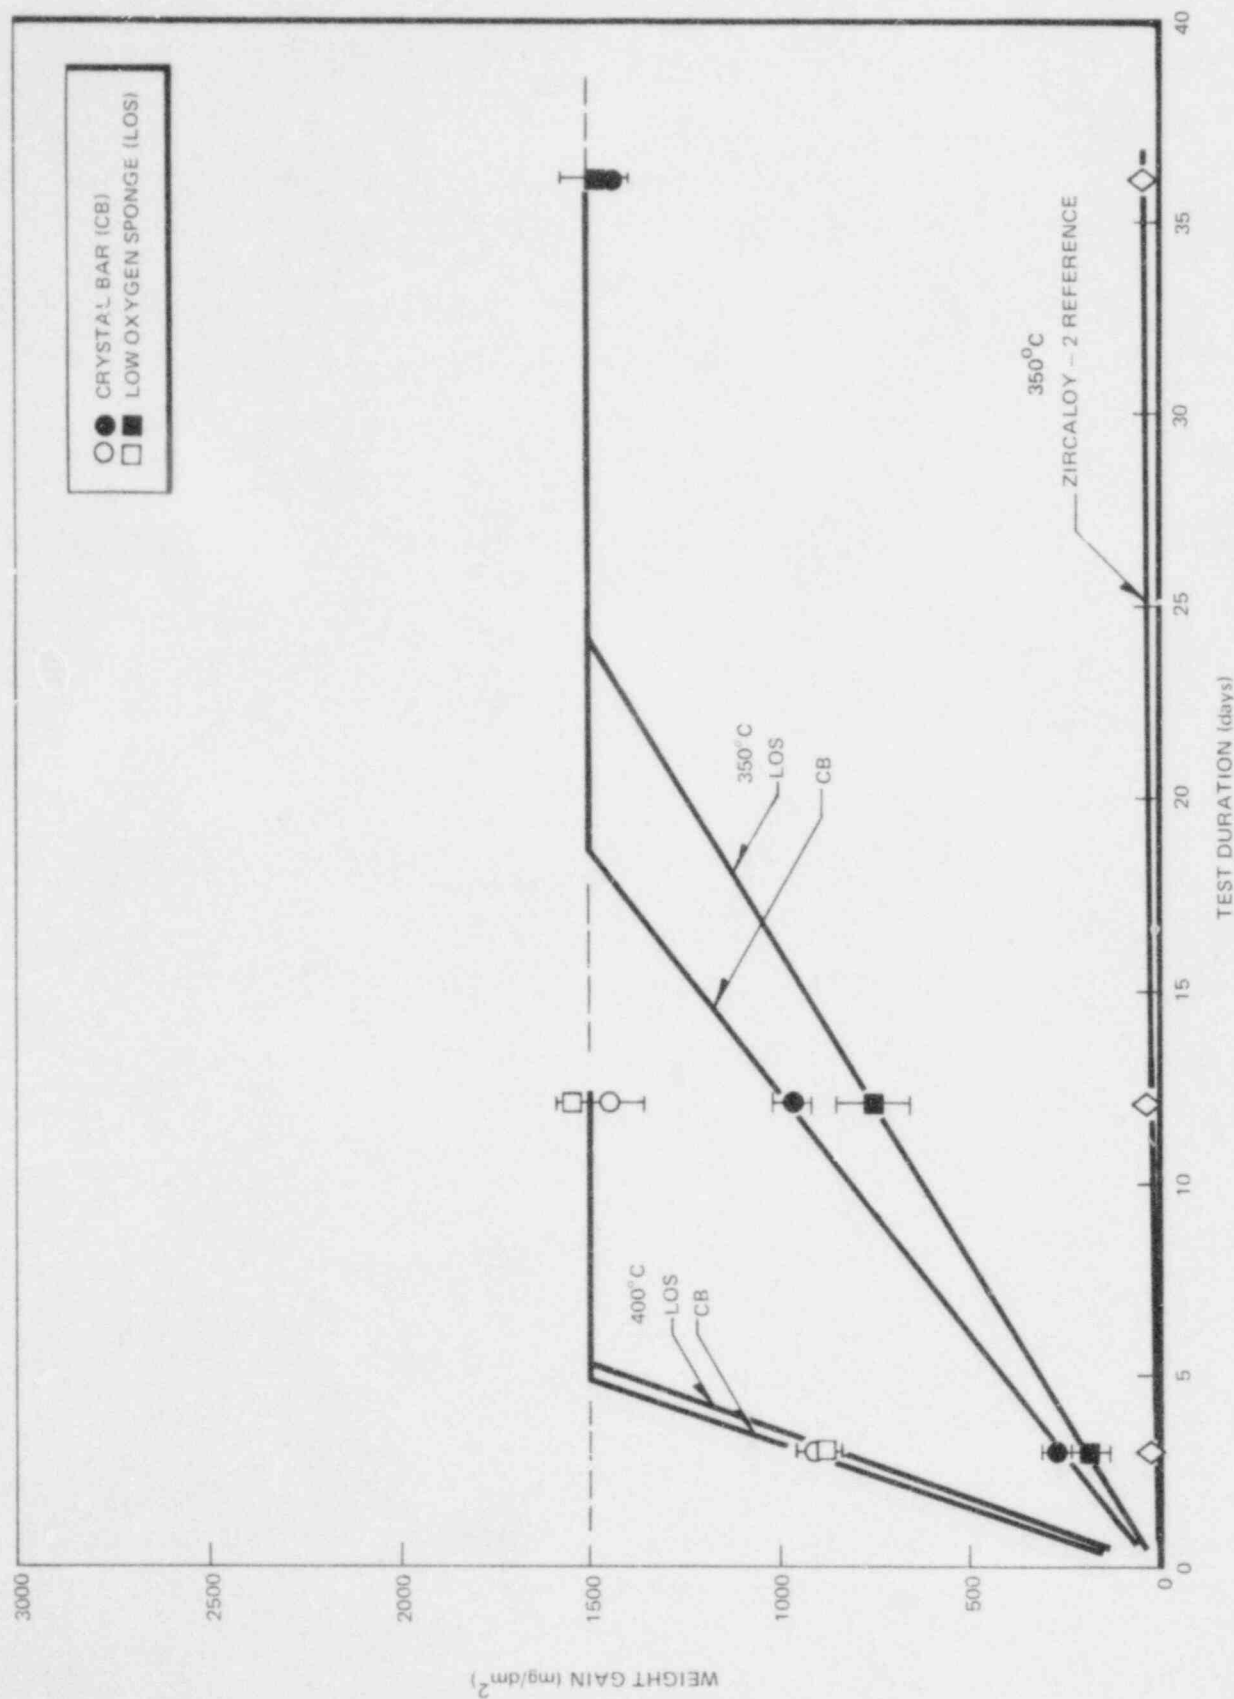 CRYSTAL BAR (CB)
LOW OXYGEN SPONGE (LOS)
3000
2500
2000
1500
1000
500
0
WEIGHT GAIN (mg/dm²)
400°C
LOS
CB
350°C
LOS
CB
350°C
ZIRCALOY – 2 REFERENCE
0
5
10
15
20
25
30
35
40
TEST DURATION (days)